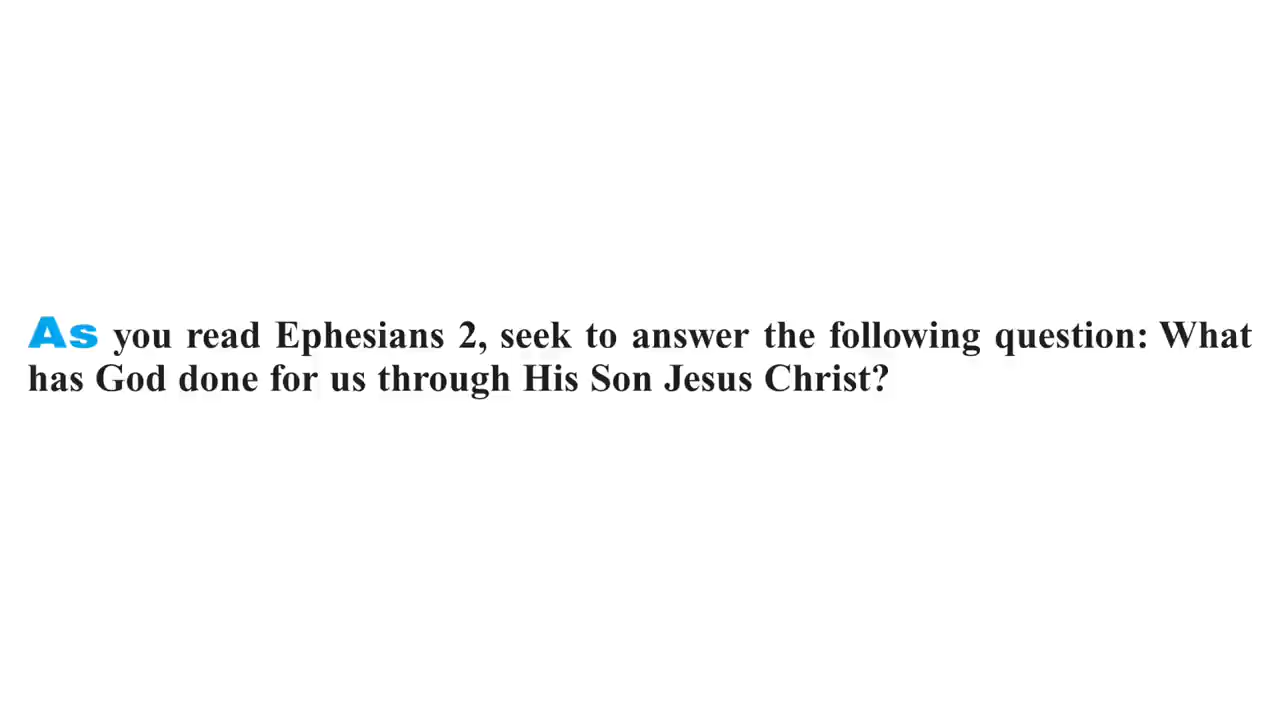 As you read Ephesians 2, seek to answer the following question: What
has God done for us through His Son Jesus Christ?